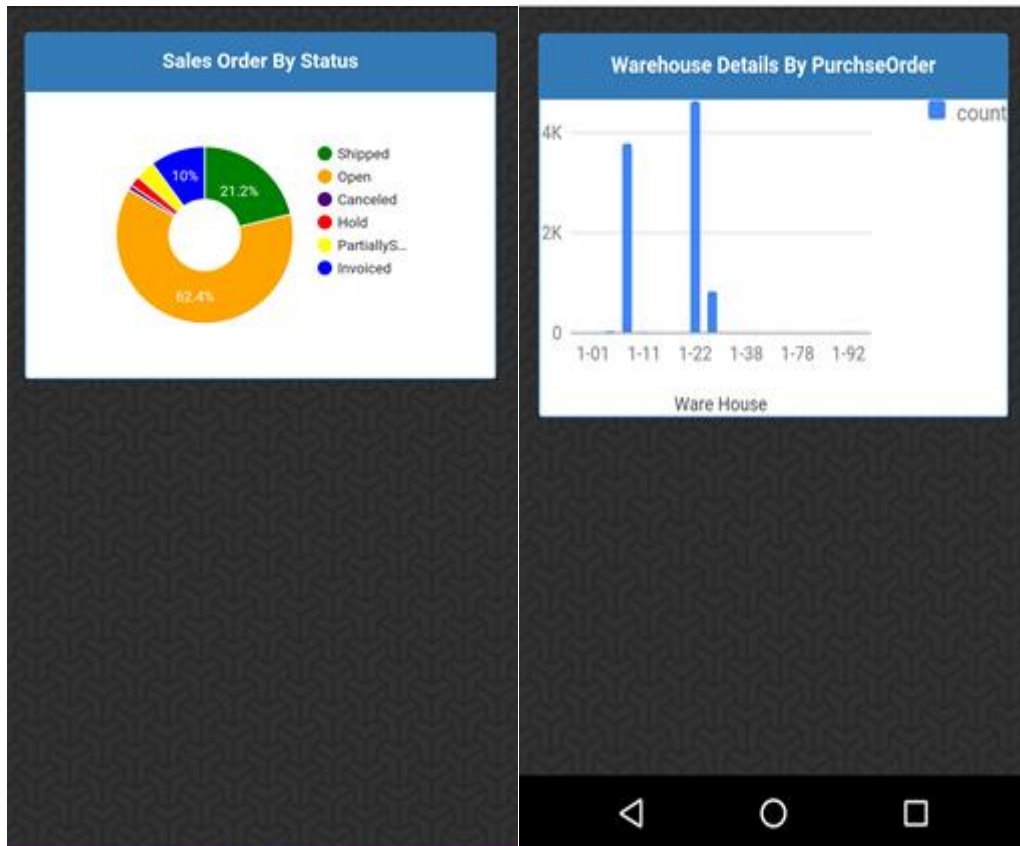 Sales Order By Status
10%
21.2%
62.4%
Shipped
Open
Canceled
Hold
PartiallyS...
Invoiced
Warehouse Details By PurchseOrder
count
4K
2K
0
1-01 1-11 1-22 1-38 1-78 1-92
Ware House